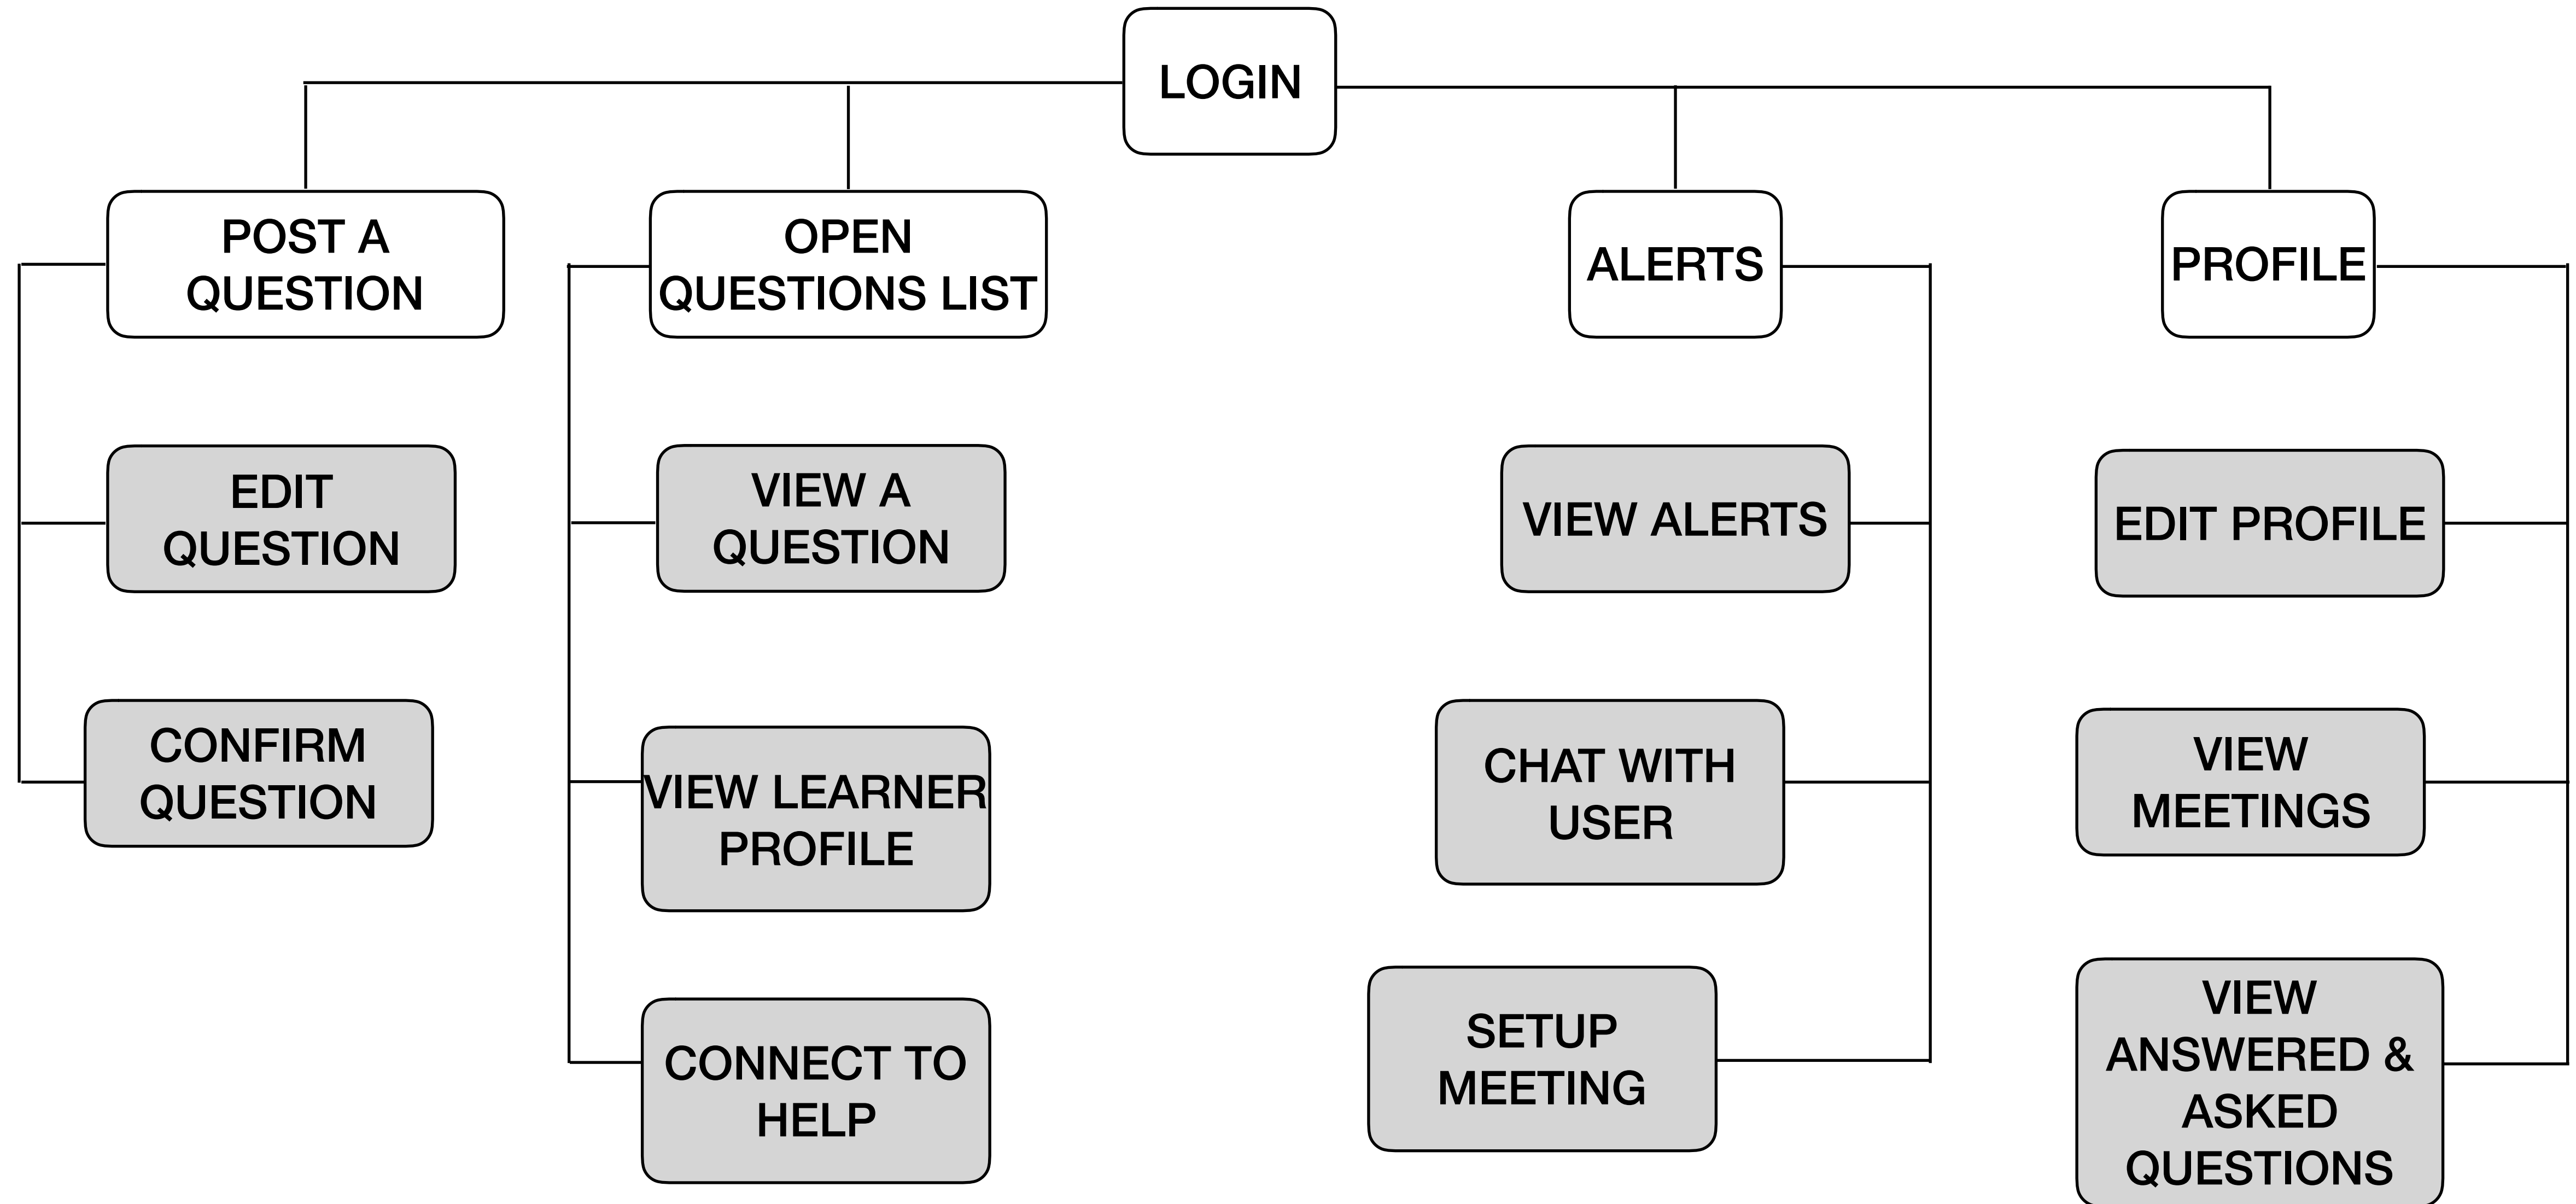 LOGIN
POST A
QUESTION
OPEN
QUESTIONS LIST
ALERTS
PROFILE
EDIT
QUESTION
VIEW A
QUESTION
VIEW ALERTS
EDIT PROFILE
CONFIRM
QUESTION
VIEW LEARNER
PROFILE
CHAT WITH
USER
VIEW
MEETINGS
CONNECT TO
HELP
SETUP
MEETING
VIEW
ANSWERED &
ASKED
QUESTIONS